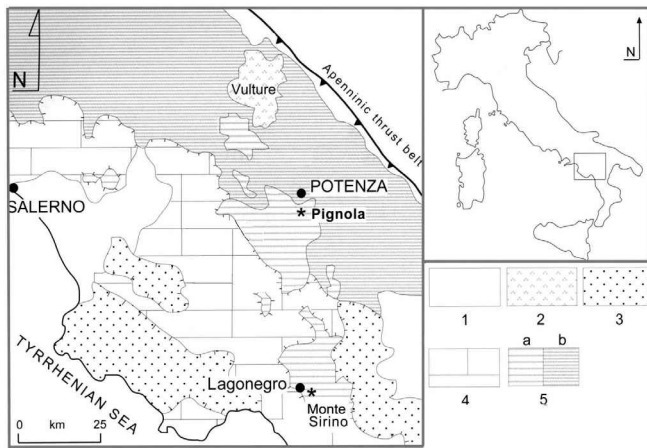 N
Vulture
Apenninic thrust belt
POTENZA
Pignola
SALERNO
TYRRHENIAN SEA
Lagonegro
Monte
Sirino
0 km 25
N
1 2 3
a b
4 5